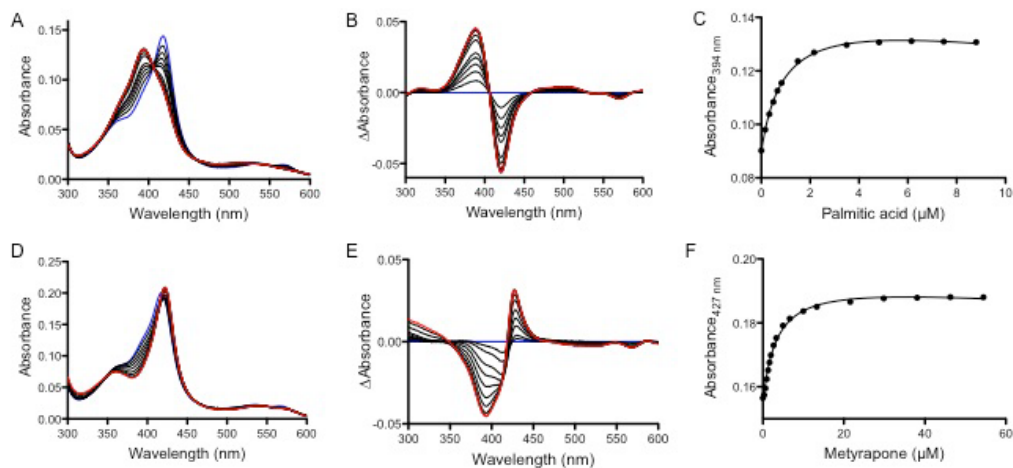 A
0.15
0.10
0.05
0.00
Absorbance
300 350 400 450 500 550 600
Wavelength (nm)
B
0.05
0.00
-0.05
ΔAbsorbance
300 350 400 450 500 550 600
Wavelength (nm)
C
0.14
0.12
0.10
0.08
Absorbance394 nm
0 2 4 6 8 10
Palmitic acid (µM)
D
0.25
0.20
0.15
0.10
0.05
0.00
Absorbance
300 350 400 450 500 550 600
Wavelength (nm)
E
0.05
0.00
-0.05
ΔAbsorbance
300 350 400 450 500 550 600
Wavelength (nm)
F
0.20
0.18
0.16
Absorbance427 nm
0 20 40 60
Metyrapone (µM)